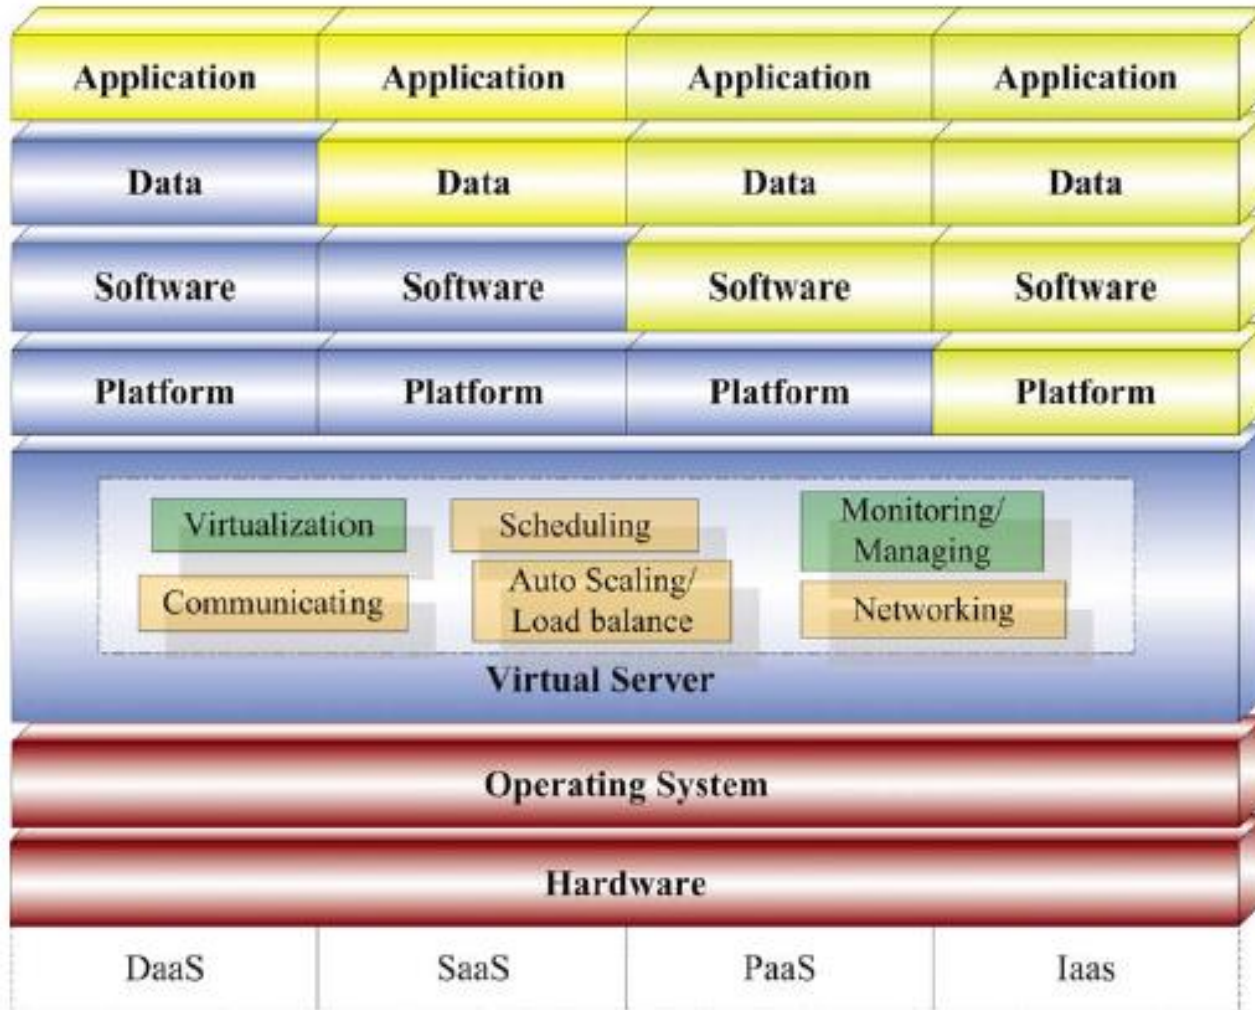 Application Application Application Application
Data Data Data Data
Software Software Software Software
Platform Platform Platform Platform
Virtualization Scheduling Monitoring/
Managing
Communicating Auto Scaling/
Load balance Networking
Virtual Server
Operating System
Hardware
DaaS SaaS PaaS Iaas